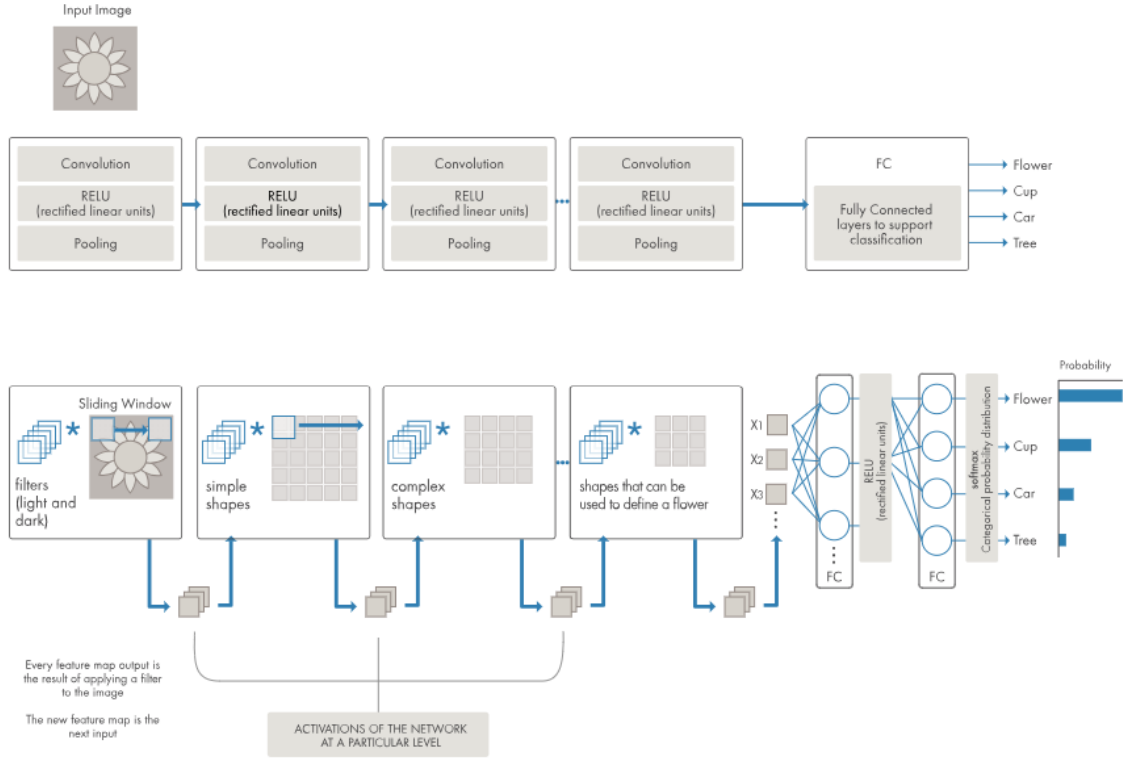 Input Image
Convolution
RELU
(rectified linear units)
Pooling
Convolution
RELU
(rectified linear units)
Pooling
Convolution
RELU
(rectified linear units)
Pooling
Convolution
RELU
(rectified linear units)
Pooling
FC
Fully Connected
layers to support
classification
Flower
Cup
Car
Tree
Sliding Window
*
filters
(light and
dark)
*
simple
shapes
*
complex
shapes
*
shapes that can be
used to define a flower
X1
X2
X3
FC
RELU
(rectified linear units)
FC
softmax
Categarical probability distribution
Probability
Flower
Cup
Car
Tree
Every feature map output is
the result of applying a filter
to the image
The new feature map is the
next input
ACTIVATIONS OF THE NETWORK
AT A PARTICULAR LEVEL